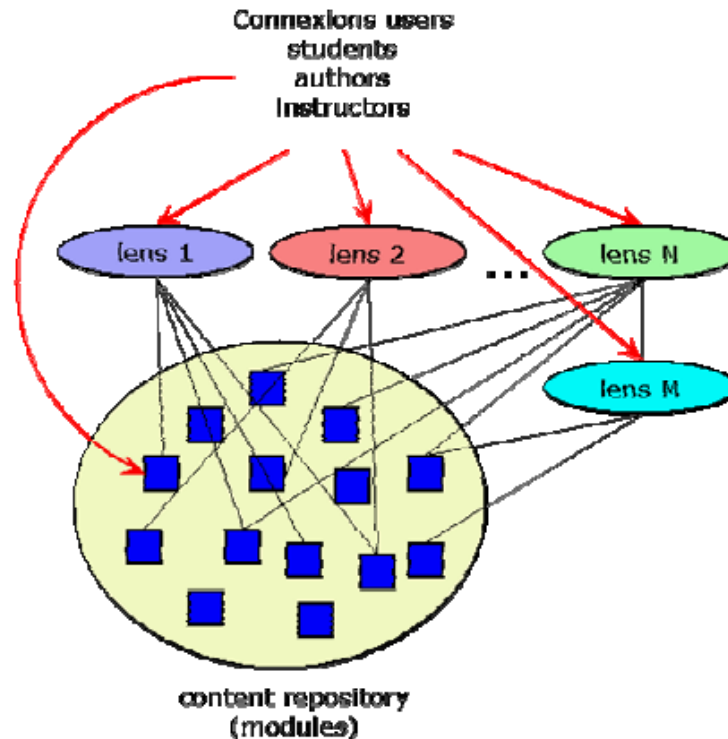 Connexions users
students
authors
Instructors
lens 1
lens 2
...
lens N
lens M
content repository
(modules)